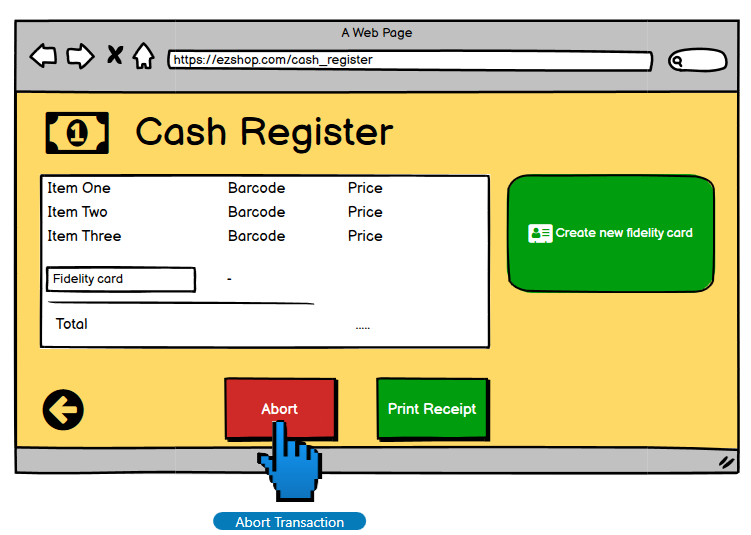 A Web Page
https://ezshop.com/cash_register
1 Cash Register
Item One Barcode Price
Item Two Barcode Price
Item Three Barcode Price
Create new fidelity card
Fidelity card -
Total .....
Abort Print Receipt
Abort Transaction